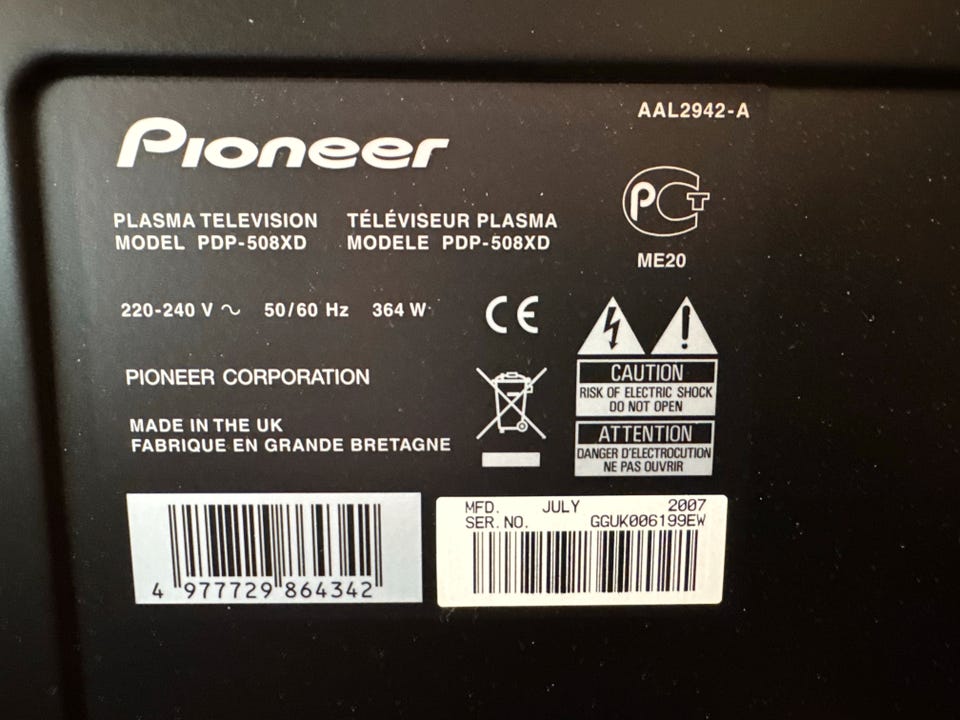 AAL2942-A
Pioneer
PLASMA TELEVISION TÉLÉVISEUR PLASMA
MODEL PDP-508XD MODELE PDP-508XD
PCT
ME20
220-240 V ~ 50/60 Hz 364 W
CE
CAUTION
RISK OF ELECTRIC SHOCK
DO NOT OPEN
PIONEER CORPORATION
MADE IN THE UK
FABRIQUE EN GRANDE BRETAGNE
ATTENTION
DANGER D'ELECTROCUTION
NE PAS OUVRIR
4 977729 864342
MFD. JULY 2007
SER. NO. GGUK006199EW